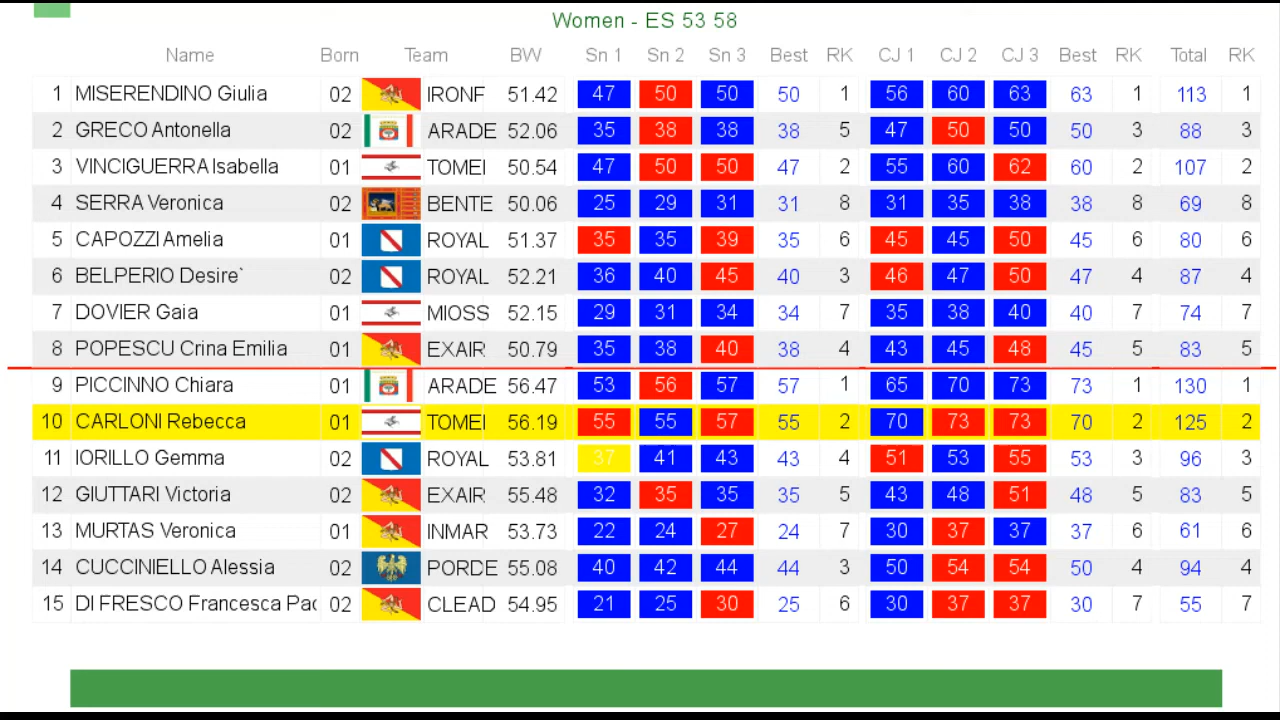 Women - ES 53 58
Name Born Team BW Sn 1 Sn 2 Sn 3 Best RK CJ 1 CJ 2 CJ 3 Best RK Total RK
1 MISERENDINO Giulia 02 IRONF 51.42 47 50 50 50 1 56 60 63 63 1 113 1
2 GRECO Antonella 02 ARADE 52.06 35 38 38 38 5 47 50 50 50 3 88 3
3 VINCIGUERRA Isabella 01 TOMEI 50.54 47 50 50 47 2 55 60 62 60 2 107 2
4 SERRA Veronica 02 BENTE 50.06 25 29 31 31 8 31 35 38 38 8 69 8
5 CAPOZZI Amelia 01 ROYAL 51.37 35 35 39 35 6 45 45 50 45 6 80 6
6 BELPERIO Desire` 02 ROYAL 52.21 36 40 45 40 3 46 47 50 47 4 87 4
7 DOVIER Gaia 01 MIOSS 52.15 29 31 34 34 7 35 38 40 40 7 74 7
8 POPESCU Crina Emilia 01 EXAIR 50.79 35 38 40 38 4 43 45 48 45 5 83 5
9 PICCINNO Chiara 01 ARADE 56.47 53 56 57 57 1 65 70 73 73 1 130 1
10 CARLONI Rebecca 01 TOMEI 56.19 55 55 57 55 2 70 73 73 70 2 125 2
11 IORILLO Gemma 02 ROYAL 53.81 37 41 43 43 4 51 53 55 53 3 96 3
12 GIUTTARI Victoria 02 EXAIR 55.48 32 35 35 35 5 43 48 51 48 5 83 5
13 MURTAS Veronica 01 INMAR 53.73 22 24 27 24 7 30 37 37 37 6 61 6
14 CUCCINIELLO Alessia 02 PORDE 55.08 40 42 44 44 3 50 54 54 50 4 94 4
15 DI FRESCO Francesca Pac 02 CLEAD 54.95 21 25 30 25 6 30 37 37 30 7 55 7